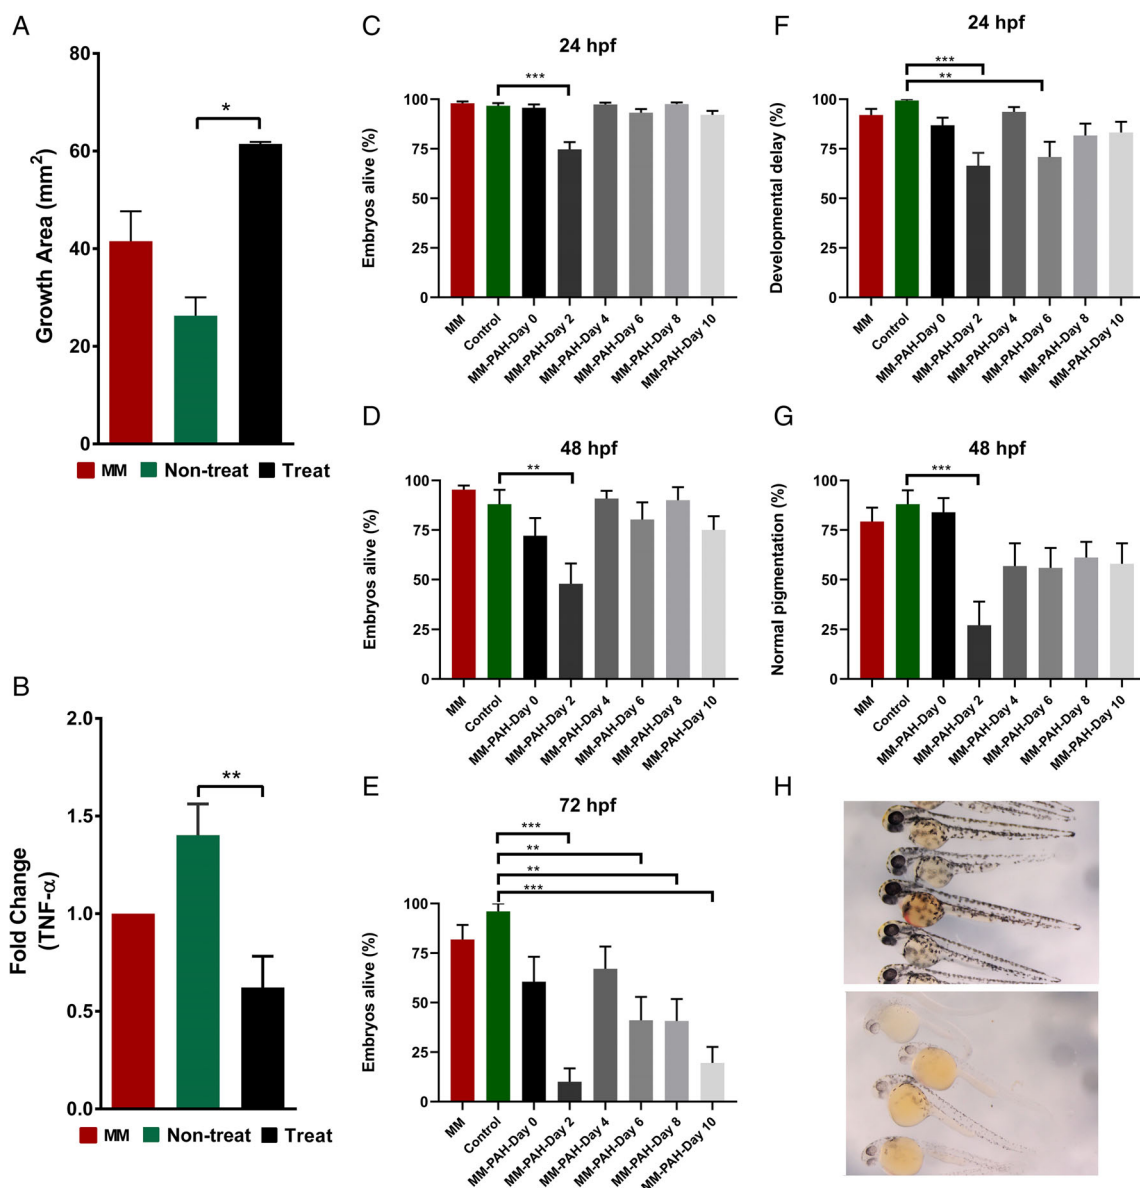 A
80
60
40
20
0
Growth Area (mm²)
*
MM Non-treat Treat
B
2.0
1.5
1.0
0.5
0.0
Fold Change
(TNF-α)
**
MM Non-treat Treat
C
24 hpf
***
100
75
50
25
0
Embryos alive (%)
MM
Control
MM-PAH-Day 0
MM-PAH-Day 2
MM-PAH-Day 4
MM-PAH-Day 6
MM-PAH-Day 8
MM-PAH-Day 10
D
48 hpf
**
100
75
50
25
0
Embryos alive (%)
MM
Control
MM-PAH-Day 0
MM-PAH-Day 2
MM-PAH-Day 4
MM-PAH-Day 6
MM-PAH-Day 8
MM-PAH-Day 10
E
72 hpf
***
**
**
***
100
75
50
25
0
Embryos alive (%)
MM
Control
MM-PAH-Day 0
MM-PAH-Day 2
MM-PAH-Day 4
MM-PAH-Day 6
MM-PAH-Day 8
MM-PAH-Day 10
F
24 hpf
***
**
100
75
50
25
0
Developmental delay (%)
MM
Control
MM-PAH-Day 0
MM-PAH-Day 2
MM-PAH-Day 4
MM-PAH-Day 6
MM-PAH-Day 8
MM-PAH-Day 10
G
48 hpf
***
100
75
50
25
0
Normal pigmentation (%)
MM
Control
MM-PAH-Day 0
MM-PAH-Day 2
MM-PAH-Day 4
MM-PAH-Day 6
MM-PAH-Day 8
MM-PAH-Day 10
H